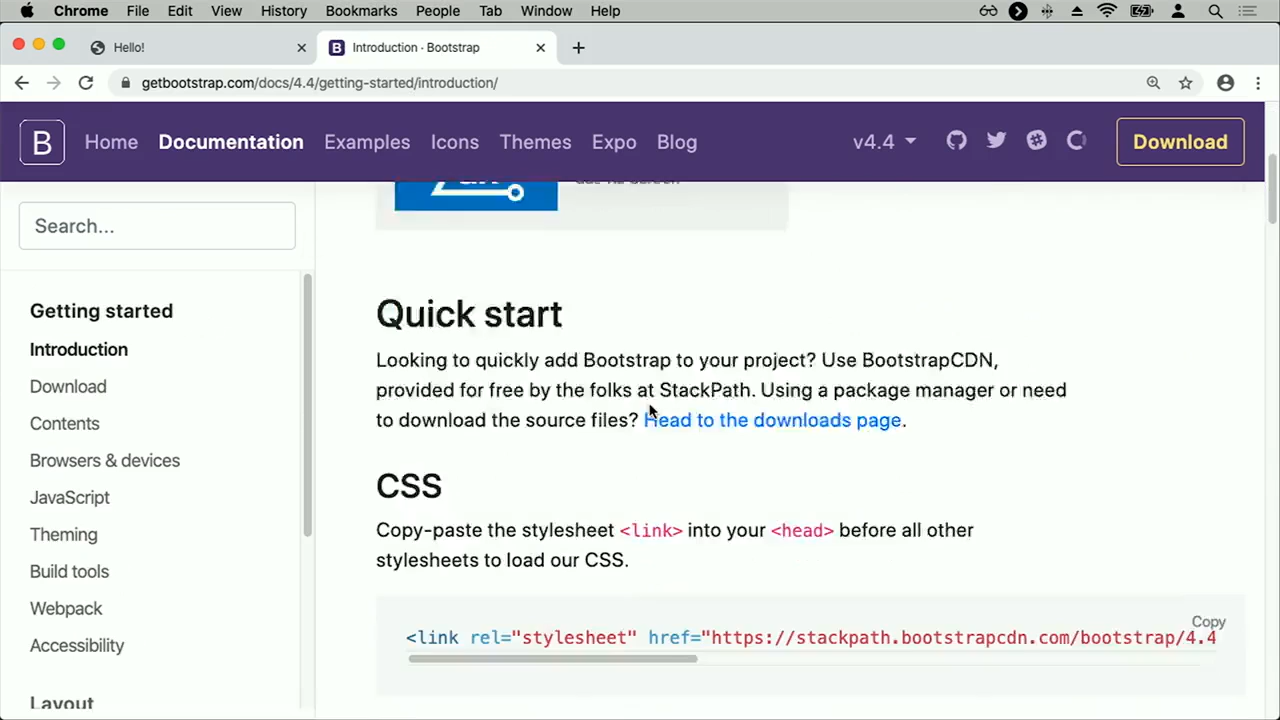 Chrome File Edit View History Bookmarks People Tab Window Help
Hello!
Introduction · Bootstrap
getbootstrap.com/docs/4.4/getting-started/introduction/
B Home Documentation Examples Icons Themes Expo Blog v4.4 Download
Search...
Getting started
Introduction
Download
Contents
Browsers & devices
JavaScript
Theming
Build tools
Webpack
Accessibility
Layout
Quick start
Looking to quickly add Bootstrap to your project? Use BootstrapCDN,
provided for free by the folks at StackPath. Using a package manager or need
to download the source files? Head to the downloads page.
CSS
Copy-paste the stylesheet <link> into your <head> before all other
stylesheets to load our CSS.
Copy
<link rel="stylesheet" href="https://stackpath.bootstrapcdn.com/bootstrap/4.4